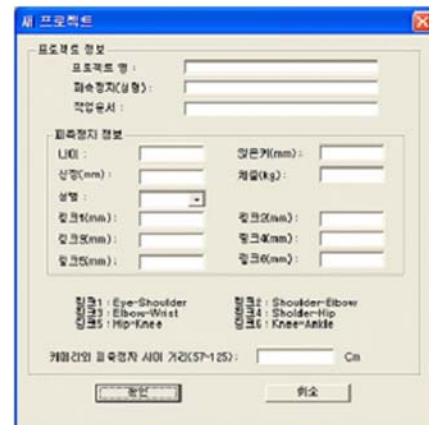 새 프로젝트
프로젝트 정보
프로젝트 명 :
피측정자(성명) :
작업순서 :
피측정자 정보
나이 : 앉은키(mm) :
신장(mm) : 체중(kg) :
성별 :
링크1(mm) : 링크2(mm) :
링크3(mm) : 링크4(mm) :
링크5(mm) : 링크6(mm) :
링크1 : Eye-Shoulder 링크2 : Shoulder-Elbow
링크3 : Elbow-Wrist 링크4 : Sholder-Hip
링크5 : Hip-Knee 링크6 : Knee-Ankle
카메라와 피측정자 사이 거리(57~125) : Cm
확인 취소